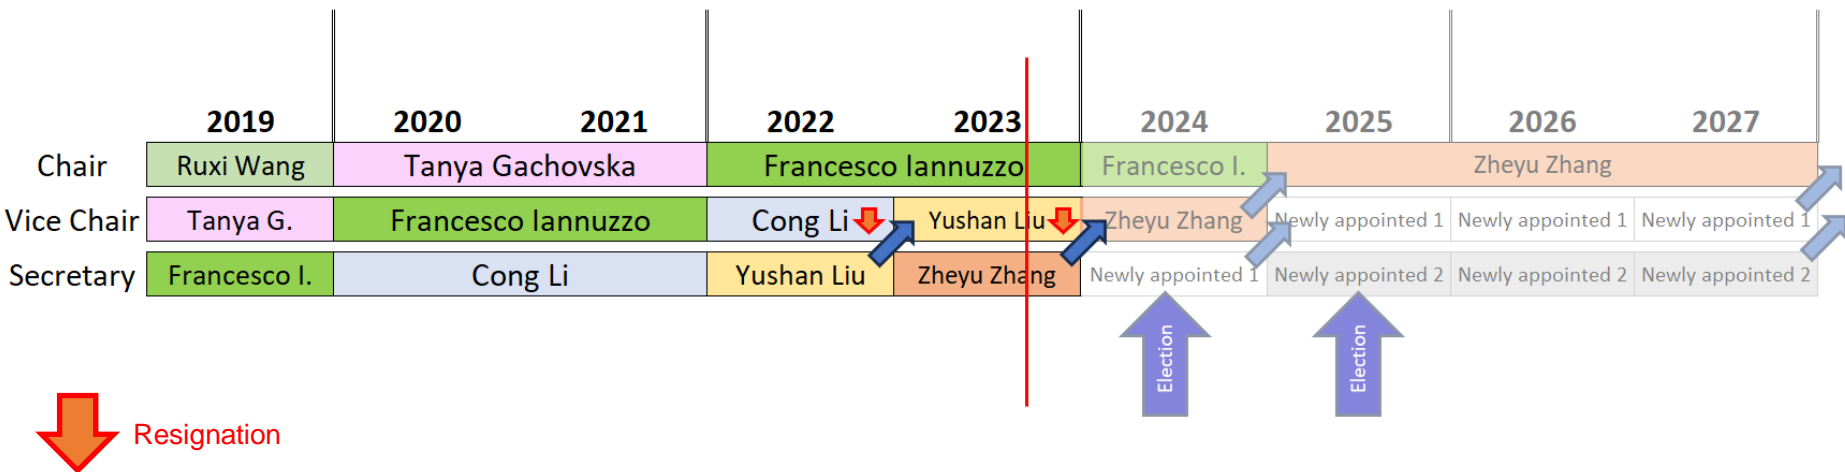 2019 2020 2021 2022 2023 2024 2025 2026 2027
Chair Ruxi Wang Tanya Gachovska Francesco Iannuzzo Francesco I. Zheyu Zhang
Vice Chair Tanya G. Francesco Iannuzzo Cong Li Yushan Liu Zheyu Zhang Newly appointed 1 Newly appointed 1 Newly appointed 1
Secretary Francesco I. Cong Li Yushan Liu Zheyu Zhang Newly appointed 1 Newly appointed 2 Newly appointed 2 Newly appointed 2
Election Election
Resignation